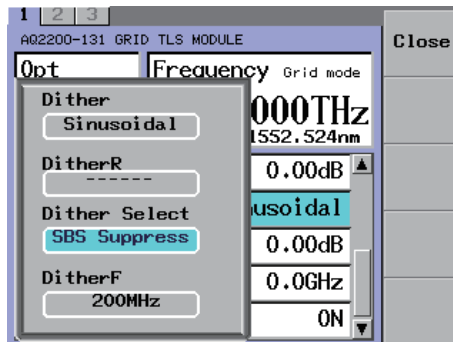 1 2 3
AQ2200-131 GRID TLS MODULE
Close
Opt Frequency Grid mode
Dither
000THz
Sinusoidal
1552.524nm
DitherR
0.00dB
------
usoidal
Dither Select
SBS Suppress
0.00dB
DitherF
0.0GHz
200MHz
ON